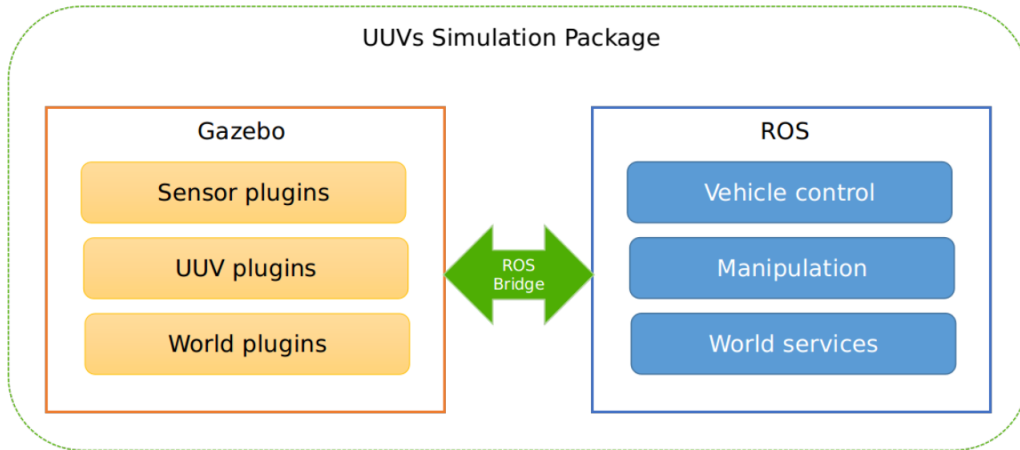 UUVs Simulation Package
Gazebo
Sensor plugins
UUV plugins
World plugins
ROS
Bridge
ROS
Vehicle control
Manipulation
World services